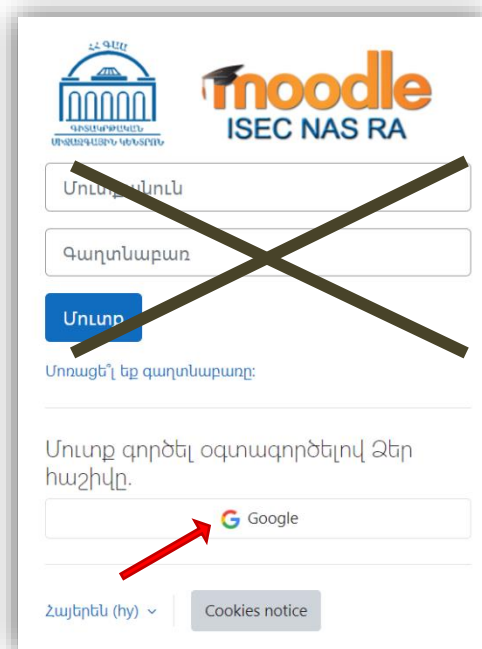 ՀՀ ԳԱԱ
ԳԻՏԱԿՐԹԱԿԱՆ
ՄԻՋԱԶԳԱՅԻՆ ԿԵՆՏՐՈՆ
moodle
ISEC NAS RA
Մուտքանուն
Գաղտնաբառ
Մուտք
Մոռացե՞լ եք գաղտնաբառը:
Մուտք գործել օգտագործելով Ձեր
հաշիվը.
Google
Հայերեն (hy)
Cookies notice